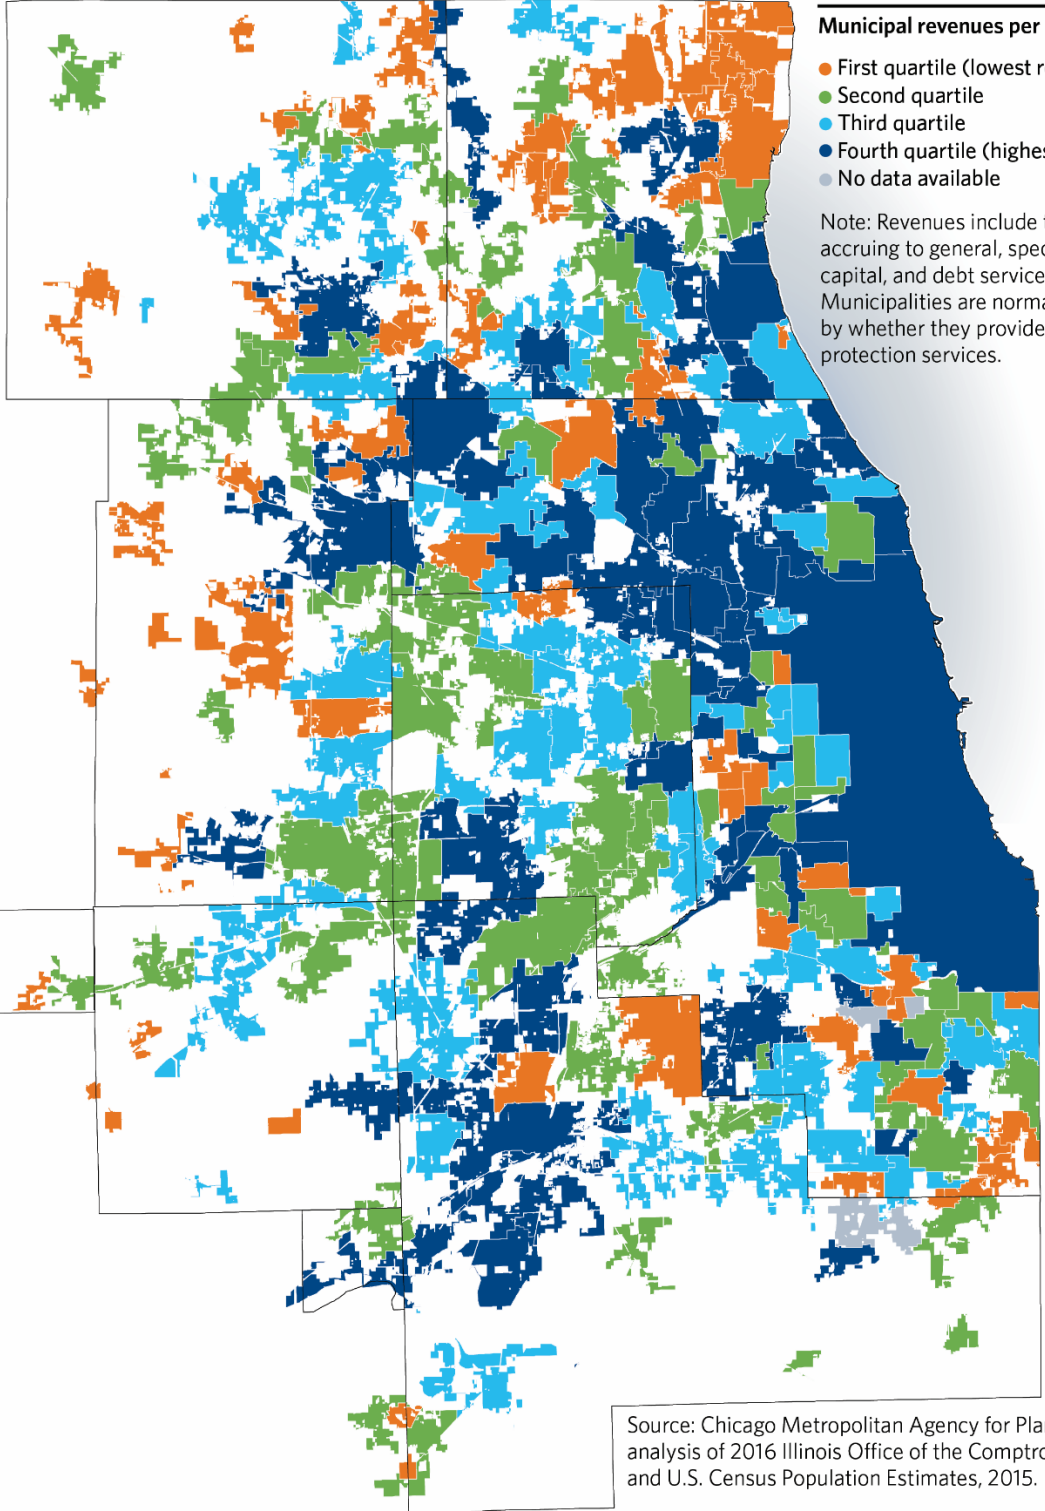 Municipal revenues per
First quartile (lowest r
Second quartile
Third quartile
Fourth quartile (highes
No data available
Note: Revenues include
accruing to general, spec
capital, and debt service
Municipalities are norma
by whether they provide
protection services.
Source: Chicago Metropolitan Agency for Pla
analysis of 2016 Illinois Office of the Comptro
and U.S. Census Population Estimates, 2015.